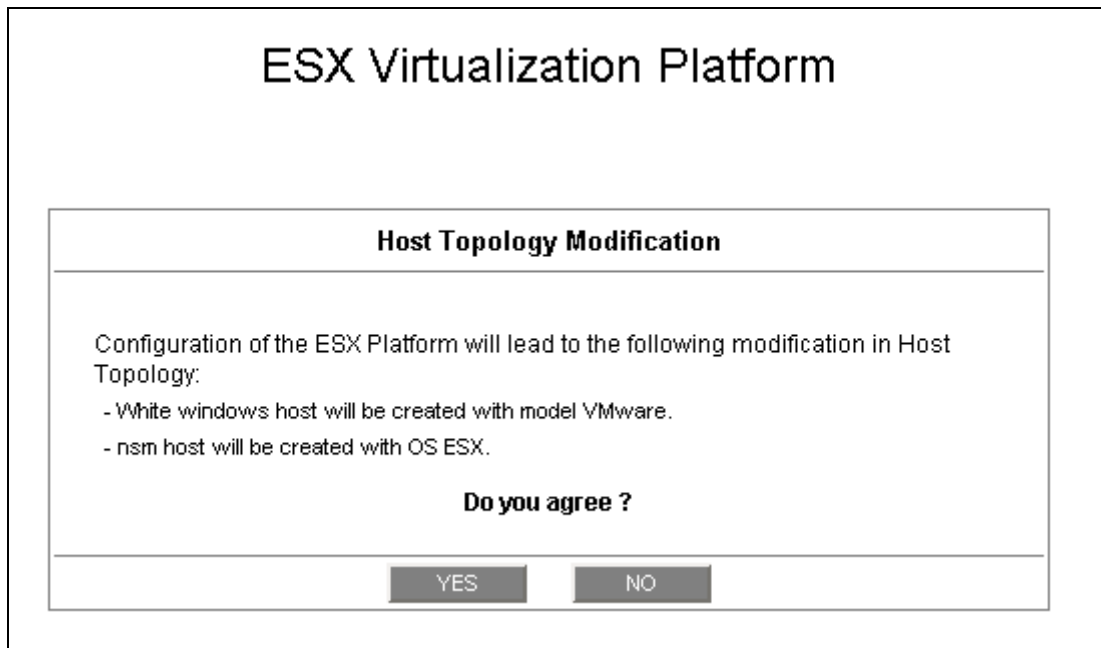 ESX Virtualization Platform
Host Topology Modification
Configuration of the ESX Platform will lead to the following modification in Host
Topology:
- White windows host will be created with model VMware.
- nsm host will be created with OS ESX.
Do you agree ?
YES NO